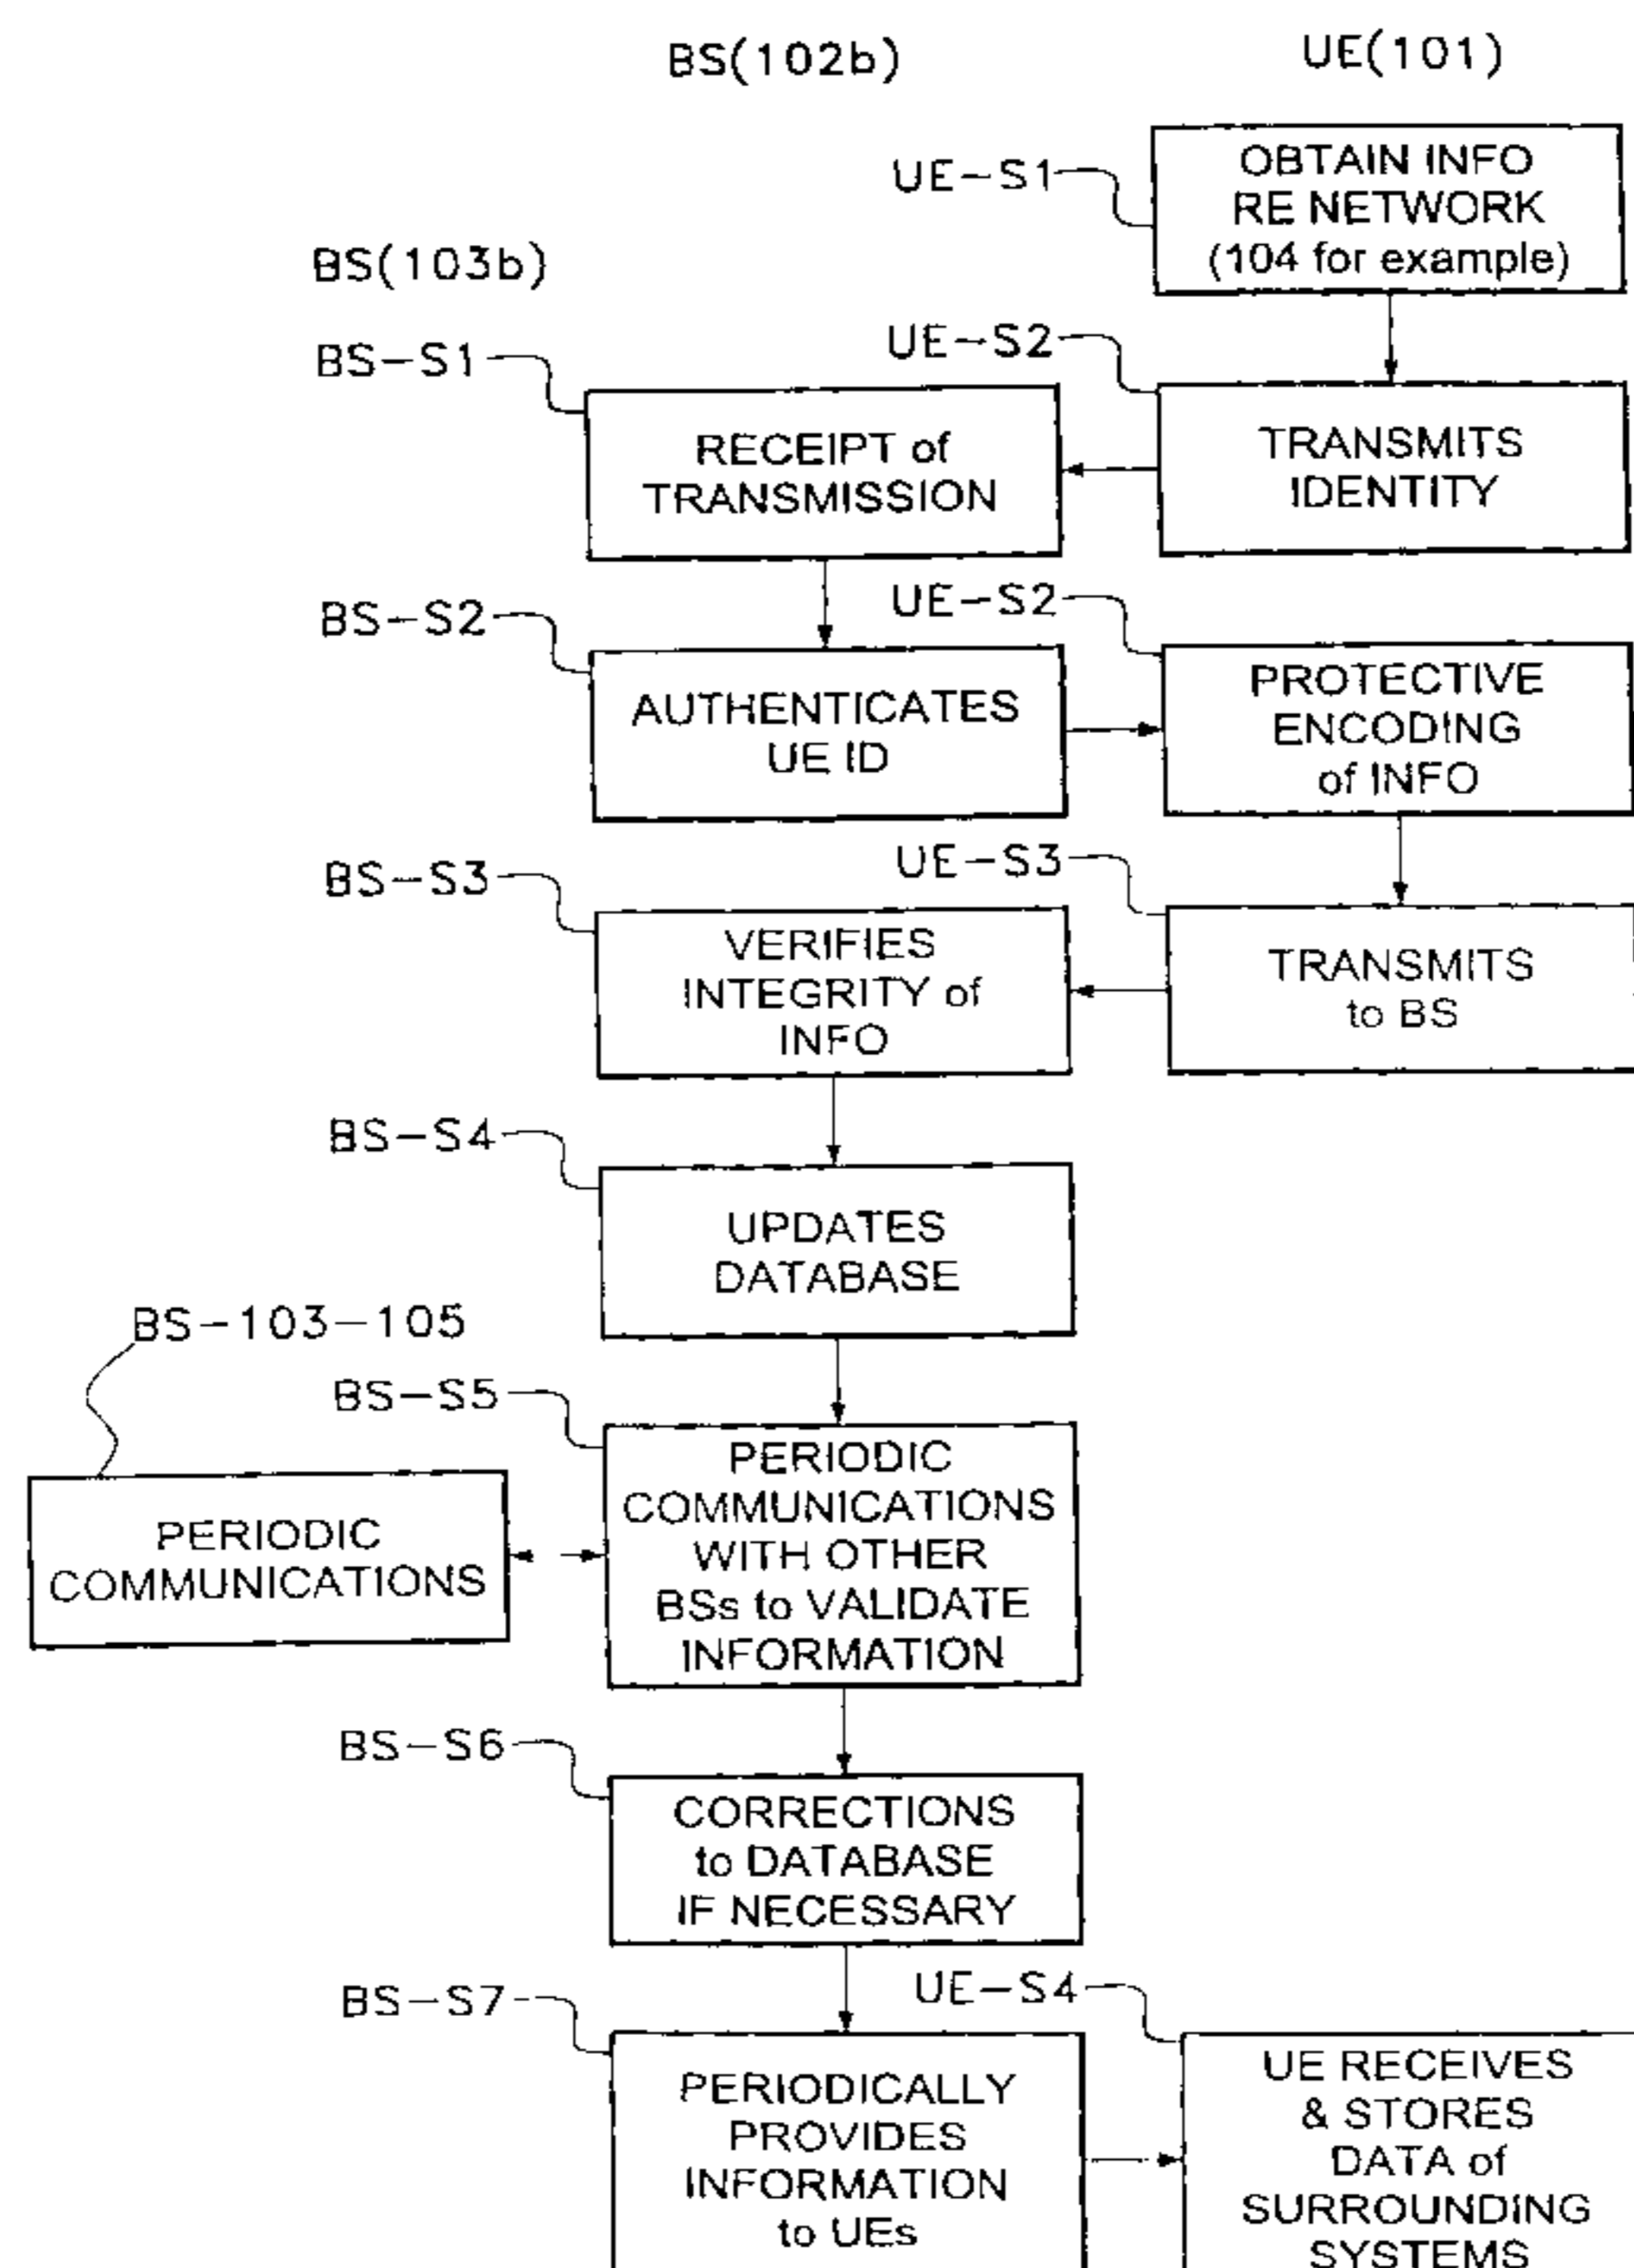 BS(102b)
UE(101)
UE-S1
OBTAIN INFO
RE NETWORK
(104 for example)
BS(103b)
BS-S1
UE-S2
RECEIPT of
TRANSMISSION
TRANSMITS
IDENTITY
BS-S2
UE-S2
AUTHENTICATES
UE ID
PROTECTIVE
ENCODING
of INFO
BS-S3
UE-S3
VERIFIES
INTEGRITY of
INFO
TRANSMITS
to BS
BS-S4
UPDATES
DATABASE
BS-103-105
BS-S5
PERIODIC
COMMUNICATIONS
PERIODIC
COMMUNICATIONS
WITH OTHER
BSs to VALIDATE
INFORMATION
BS-S6
CORRECTIONS
to DATABASE
IF NECESSARY
BS-S7
UE-S4
PERIODICALLY
PROVIDES
INFORMATION
to UEs
UE RECEIVES
& STORES
DATA of
SURROUNDING
SYSTEMS